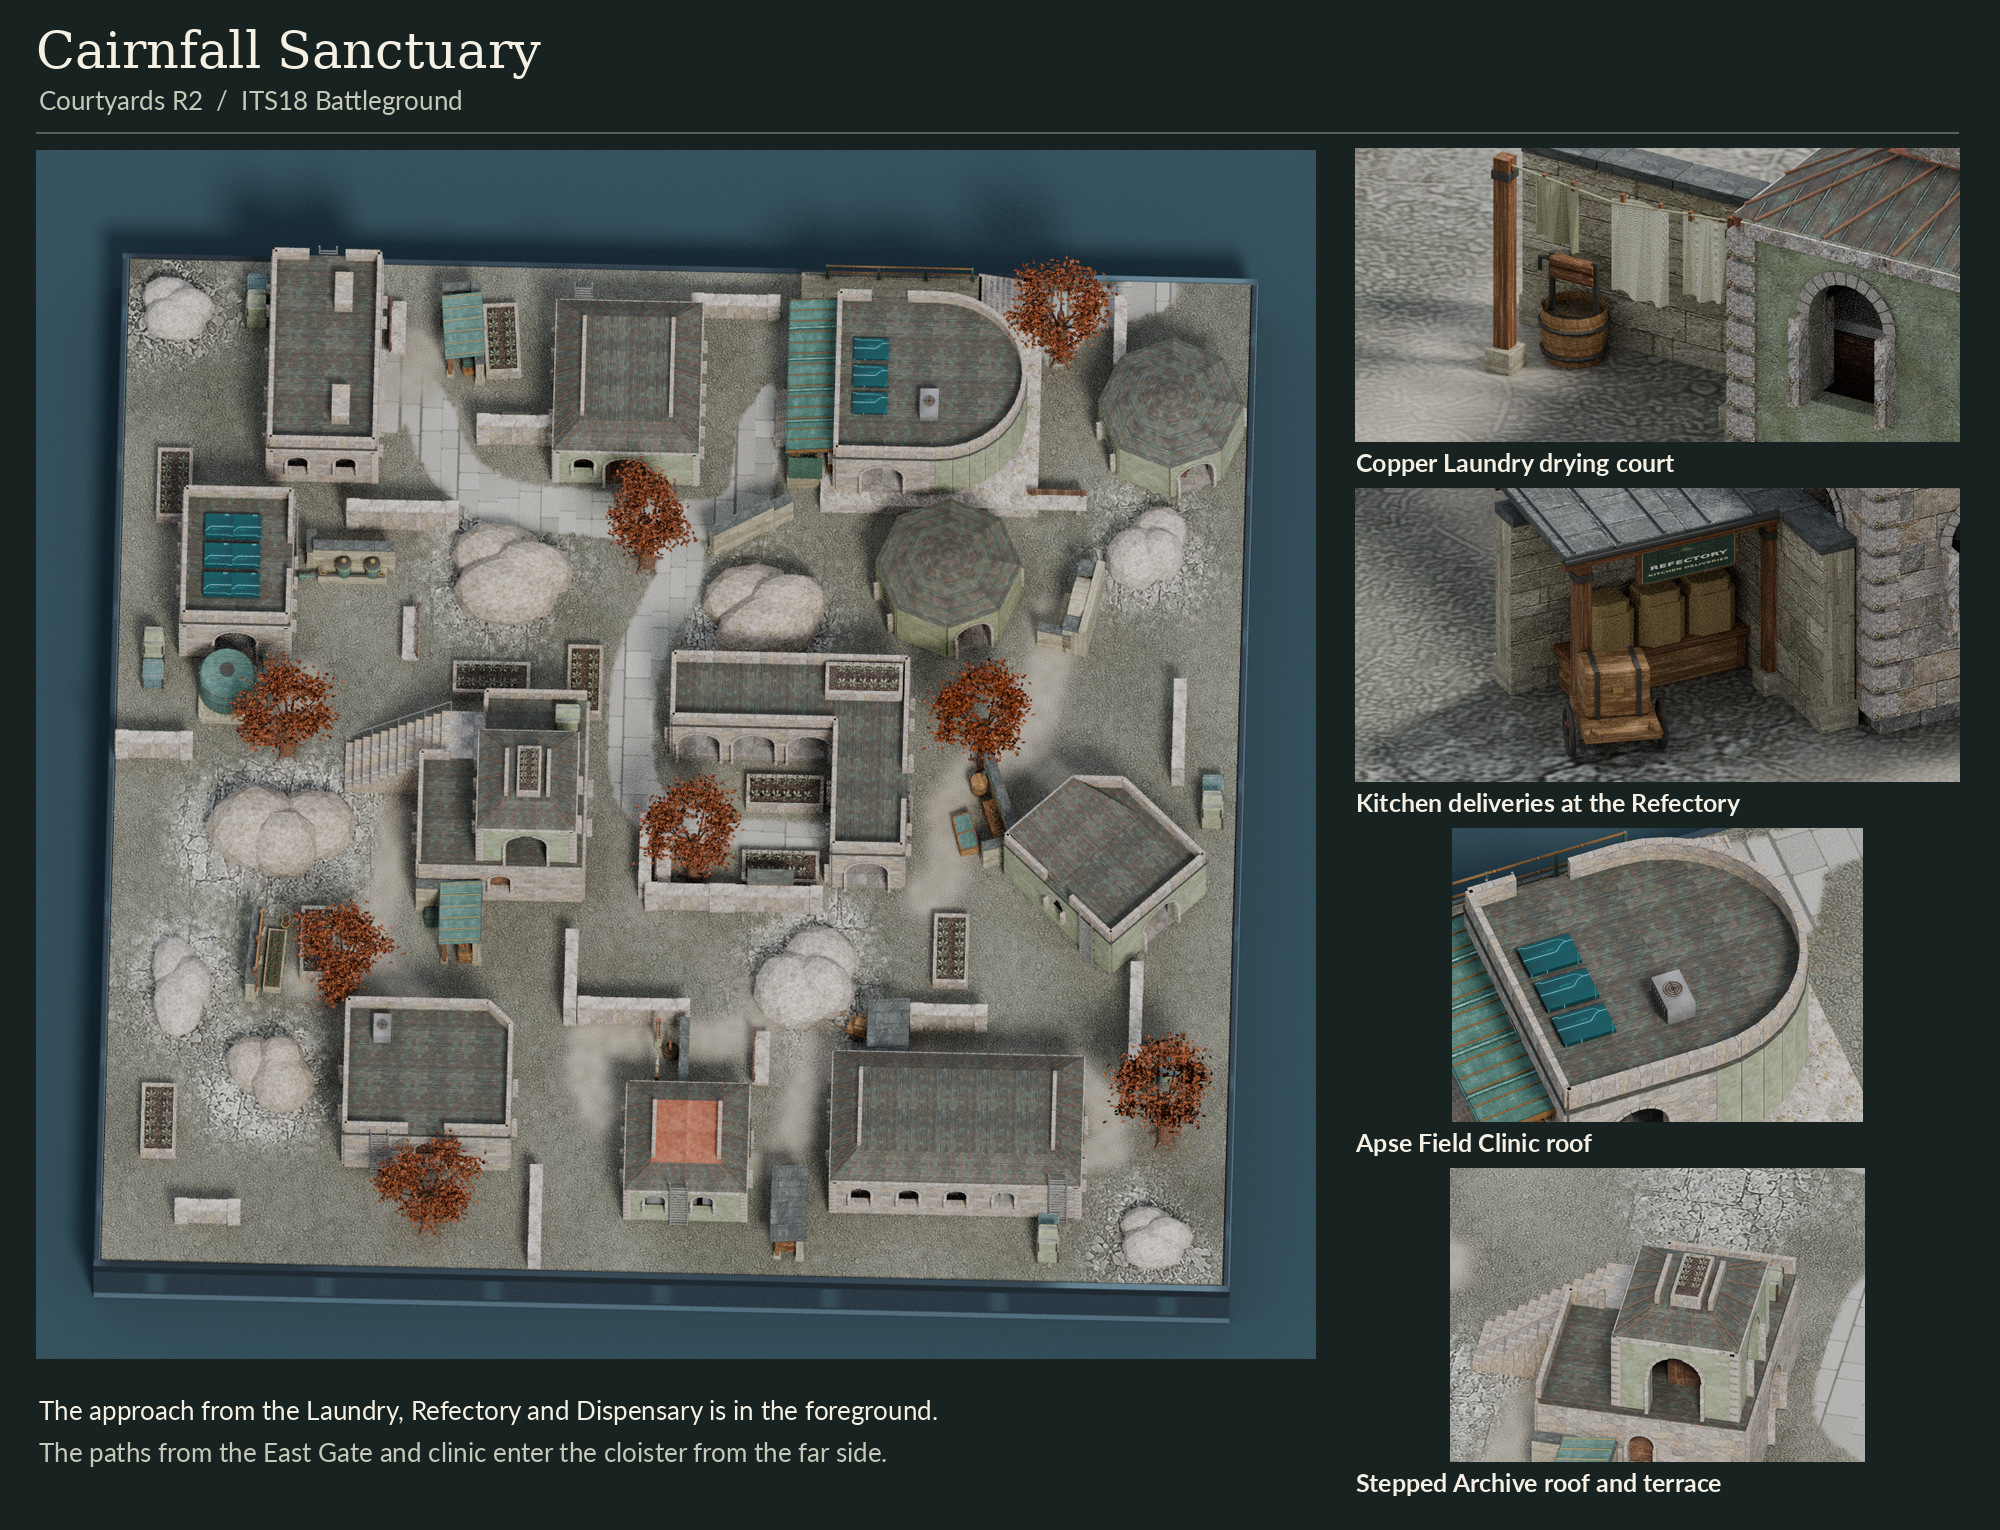 Cairnfall Sanctuary
Courtyards R2 / ITS18 Battleground
Copper Laundry drying court
REFECTORY
KITCHEN DELIVERIES
Kitchen deliveries at the Refectory
Apse Field Clinic roof
Stepped Archive roof and terrace
The approach from the Laundry, Refectory and Dispensary is in the foreground.
The paths from the East Gate and clinic enter the cloister from the far side.